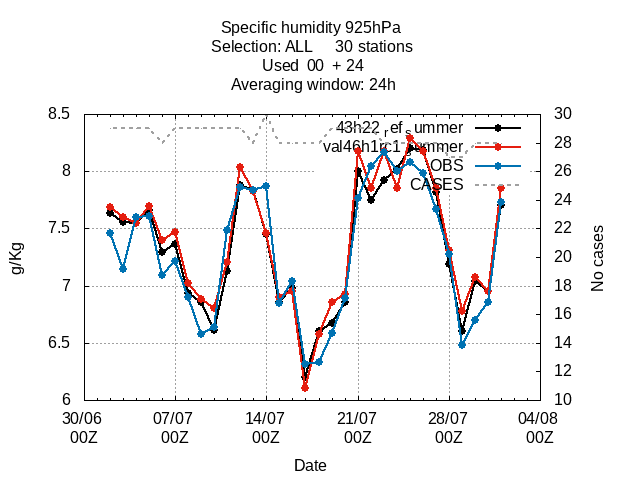 Specific humidity 925hPa
Selection: ALL 30 stations
Used 00 + 24
Averaging window: 24h
43h22_ref_summer
val46h1rc1_summer
OBS
CASES
8.5
8
7.5
7
6.5
6
g/Kg
30
28
26
24
22
20
18
16
14
12
10
No cases
30/06 07/07 14/07 21/07 28/07 04/08
00Z 00Z 00Z 00Z 00Z 00Z
Date